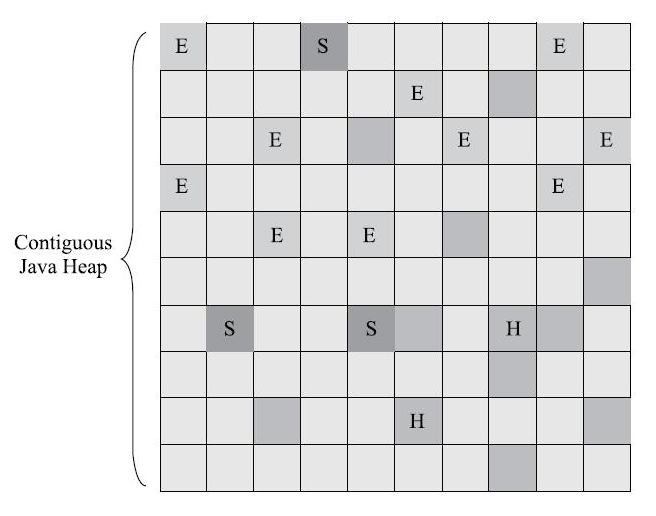 E S E
E
E E E
E E
Contiguous
Java Heap
E E
S S H
H